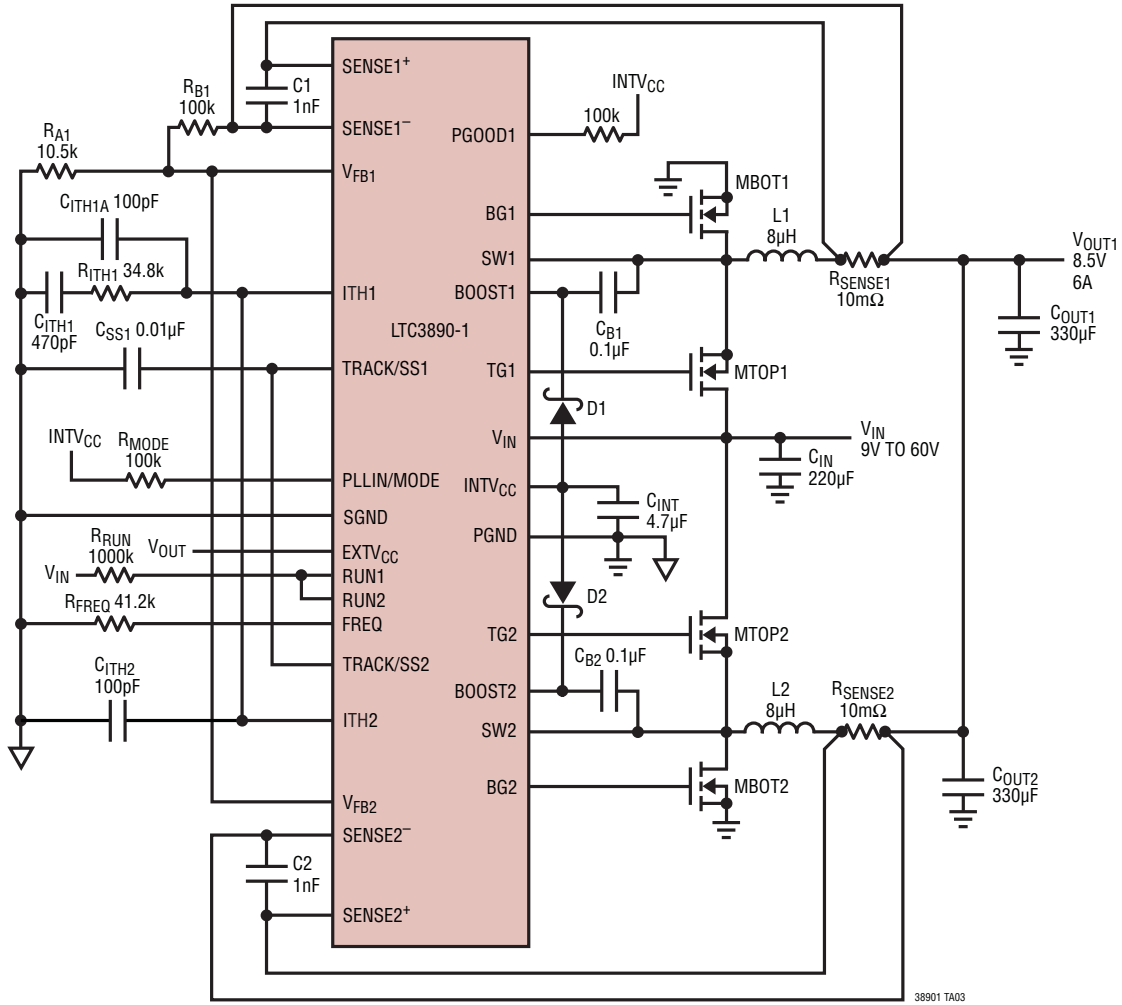 SENSE1+
RB1
100k
C1
1nF
INTVCC
100k
SENSE1–
PGOOD1
RA1
10.5k
VFB1
MBOT1
CITH1A 100pF
BG1
L1
8µH
VOUT1
8.5V
6A
SW1
RITH1 34.8k
ITH1
BOOST1
RSENSE1
10mΩ
CITH1
470pF
LTC3890-1
CB1
0.1µF
COUT1
330µF
CSS1 0.01µF
TRACK/SS1
TG1
MTOP1
D1
INTVCC
RMODE
100k
VIN
VIN
9V TO 60V
CIN
220µF
PLLIN/MODE
INTVCC
CINT
4.7µF
SGND
PGND
RRUN
1000k
VOUT
EXTVCC
VIN
RUN1
RUN2
D2
RFREQ 41.2k
FREQ
TG2
MTOP2
TRACK/SS2
CB2 0.1µF
CITH2
100pF
BOOST2
L2
8µH
RSENSE2
10mΩ
ITH2
SW2
BG2
MBOT2
COUT2
330µF
VFB2
SENSE2–
C2
1nF
SENSE2+
38901 TA03